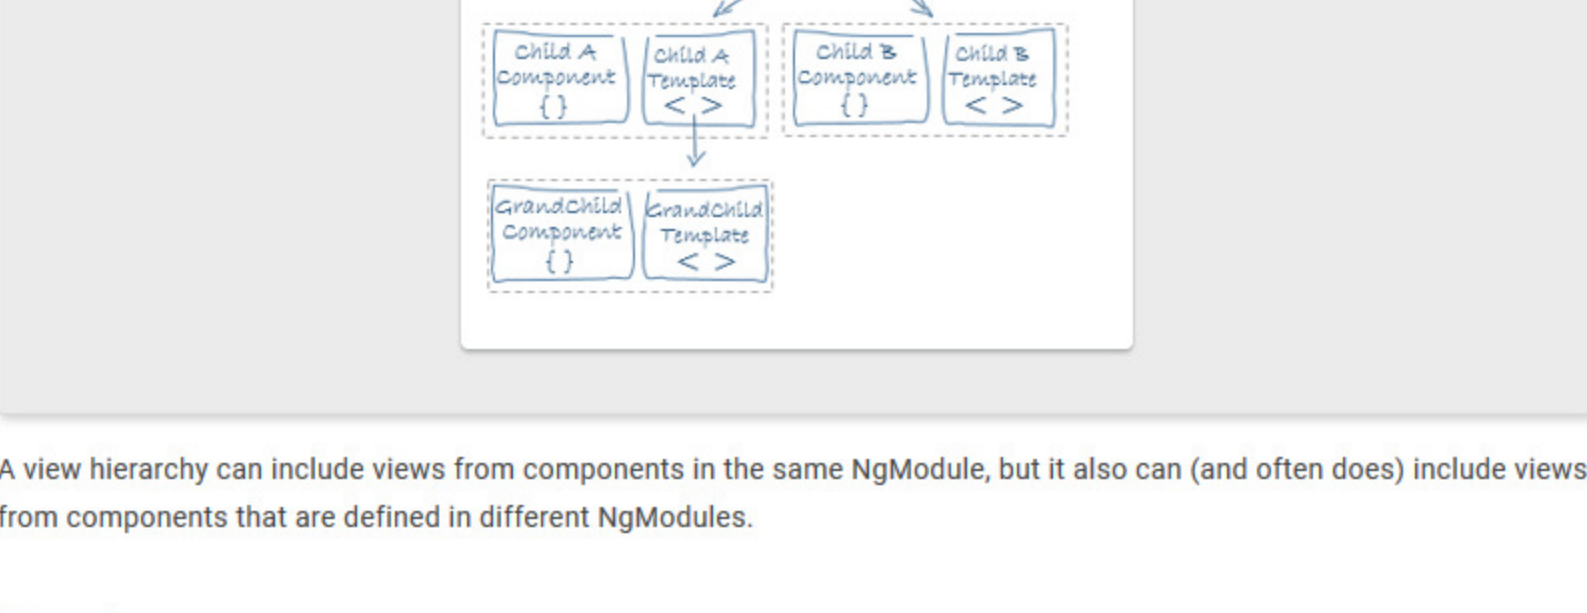 Child A Component { }
Child A Template < >
Child B Component { }
Child B Template < >
GrandChild Component { }
GrandChild Template < >
A view hierarchy can include views from components in the same NgModule, but it also can (and often does) include views
from components that are defined in different NgModules.